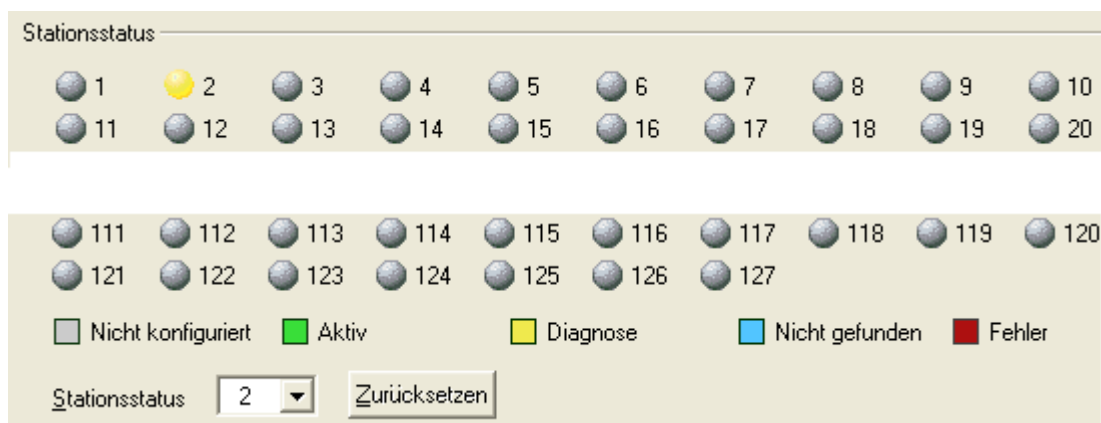 Stationsstatus
1 2 3 4 5 6 7 8 9 10
11 12 13 14 15 16 17 18 19 20
111 112 113 114 115 116 117 118 119 120
121 122 123 124 125 126 127
Nicht konfiguriert Aktiv Diagnose Nicht gefunden Fehler
Stationsstatus 2 Zurücksetzen